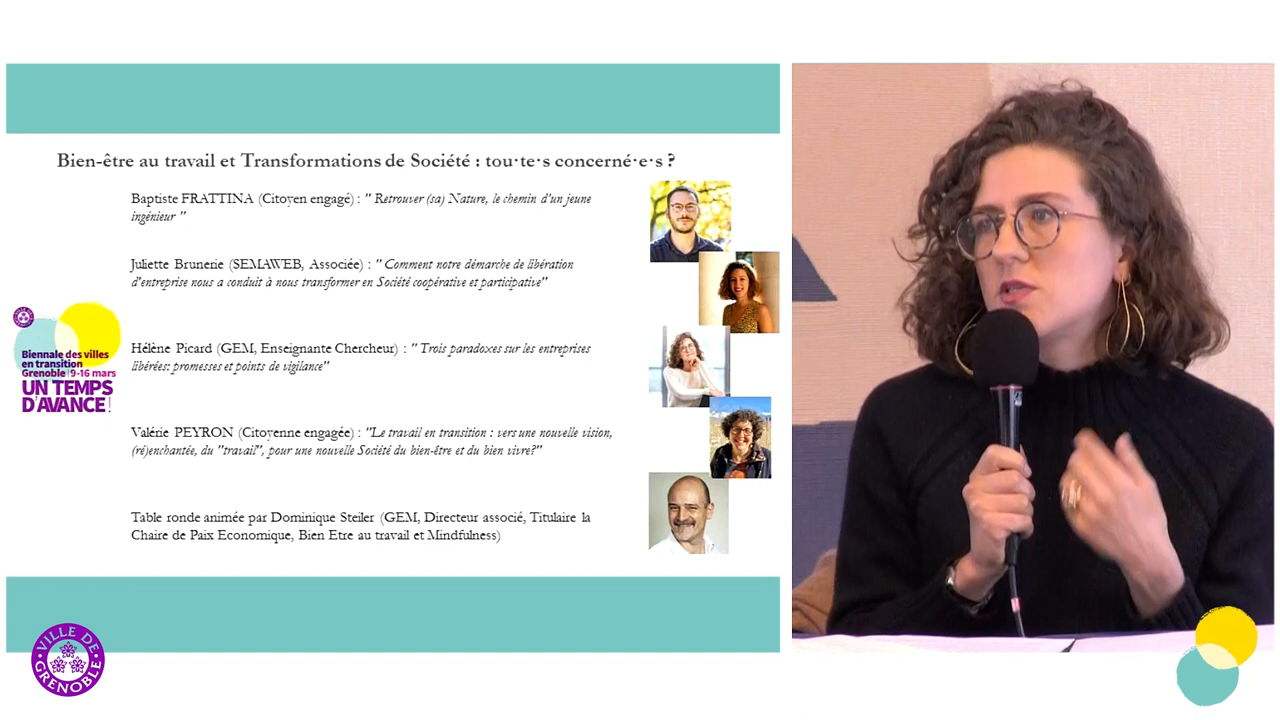 Bien-être au travail et Transformations de Société : tou·te·s concerné·e·s ?
Baptiste FRATTINA (Citoyen engagé) : " Retrouver (sa) Nature, le chemin d'un jeune
ingénieur "
Juliette Brunerie (SEMAWEB, Associée) : " Comment notre démarche de libération
d'entreprise nous a conduit à nous transformer en Société coopérative et participative"
Hélène Picard (GEM, Enseignante Chercheur) : " Trois paradoxes sur les entreprises
libérées: promesses et points de vigilance"
Valérie PEYRON (Citoyenne engagée) : "Le travail en transition : vers une nouvelle vision,
(ré)enchantée, du "travail", pour une nouvelle Société du bien-être et du bien vivre?"
Table ronde animée par Dominique Steiler (GEM, Directeur associé, Titulaire la
Chaire de Paix Economique, Bien Etre au travail et Mindfulness)
Biennale des villes
en transition
Grenoble 9-16 mars
UN TEMPS
D'AVANCE!
VILLE DE
GRENOBLE